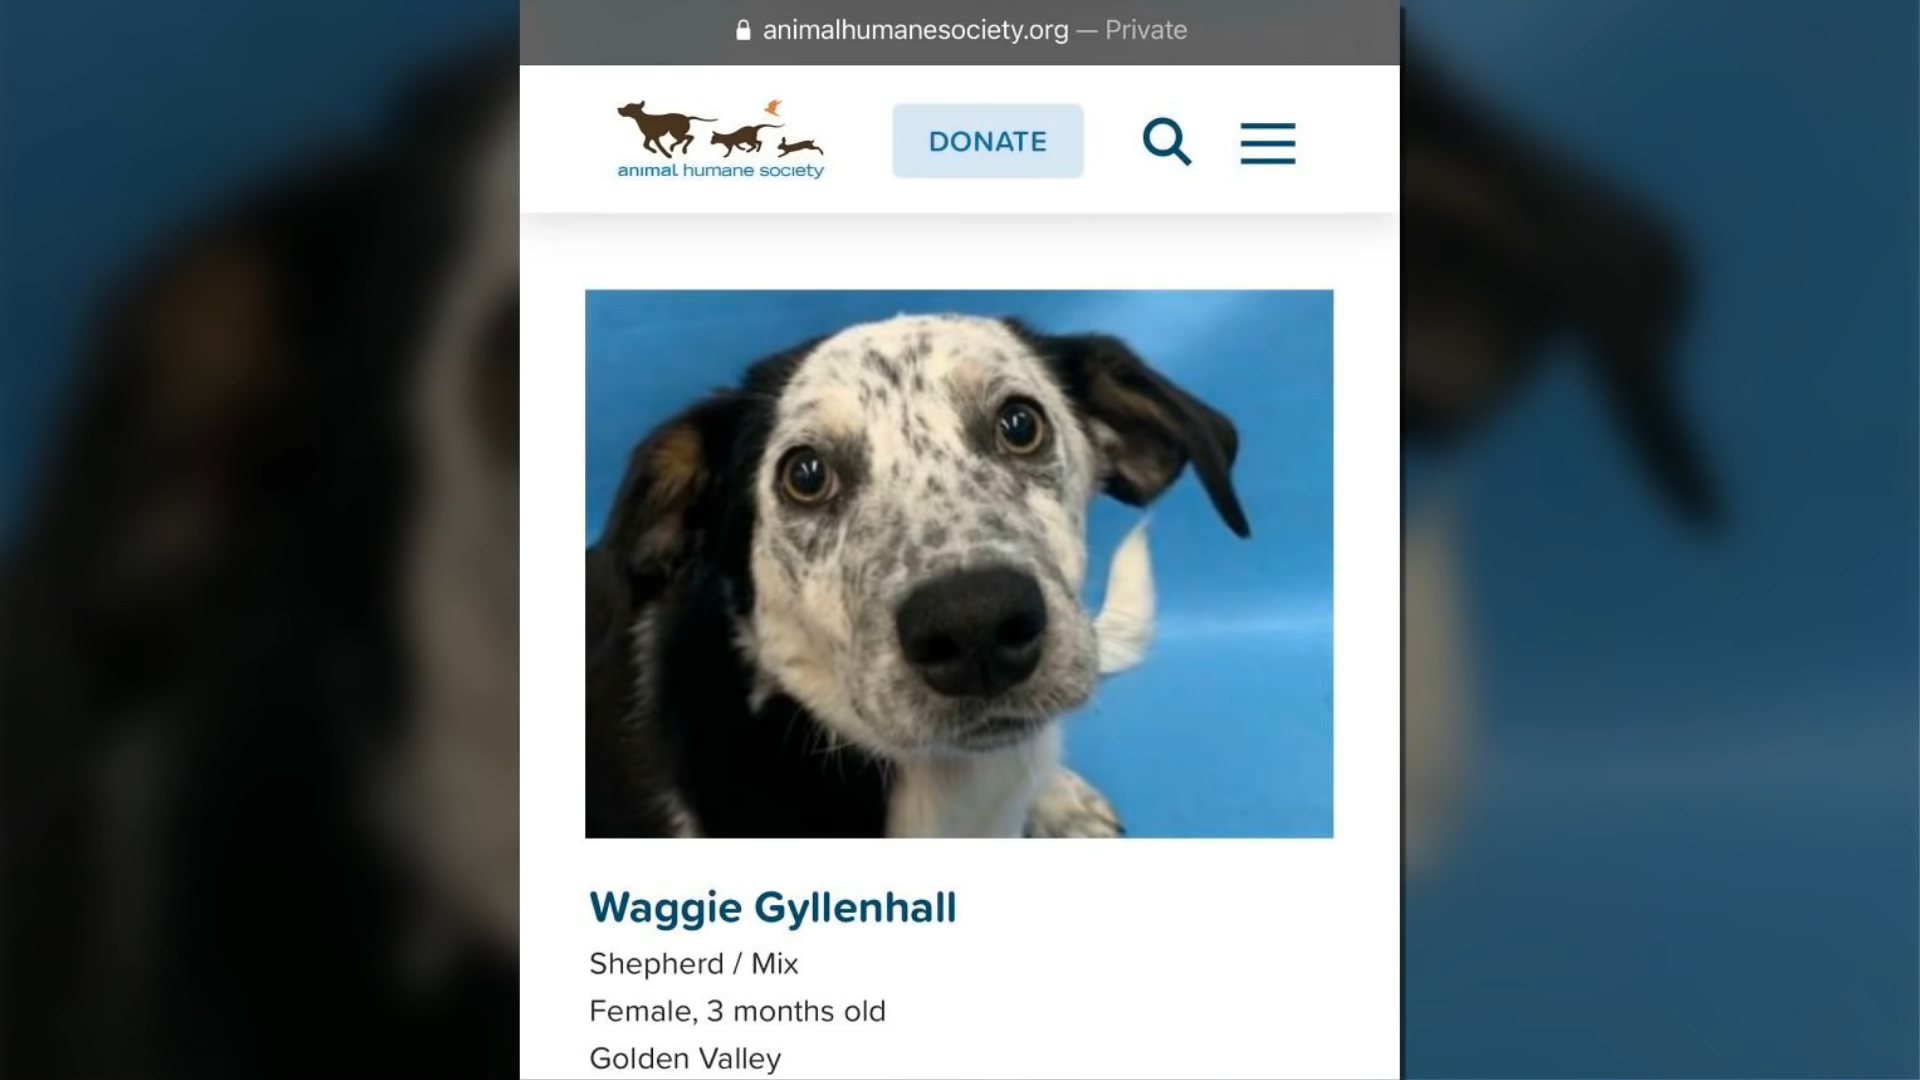 animalhumanesociety.org — Private
animal humane society
DONATE
Waggie Gyllenhall
Shepherd / Mix
Female, 3 months old
Golden Valley